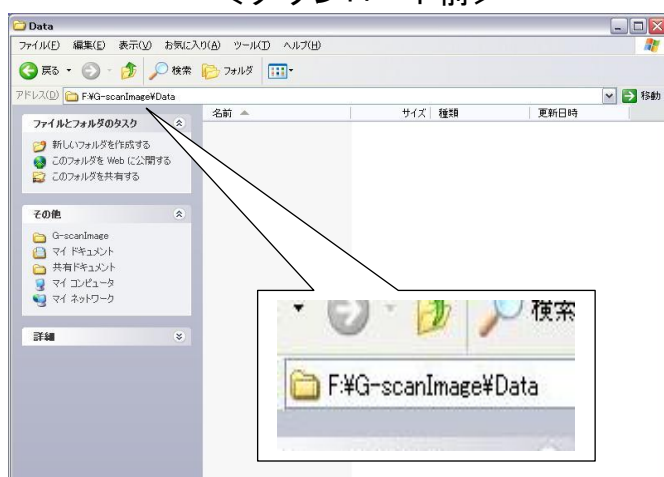 Data
ファイル(F) 編集(E) 表示(V) お気に入り(A) ツール(T) ヘルプ(H)
戻る 検索 フォルダ
アドレス(D) F:¥G-scanImage¥Data 移動
ファイルとフォルダのタスク
新しいフォルダを作成する
このフォルダを Web に公開する
このフォルダを共有する
その他
G-scanImage
マイ ドキュメント
共有ドキュメント
マイ コンピュータ
マイ ネットワーク
詳細
名前 サイズ 種類 更新日時
検索
F:¥G-scanImage¥Data